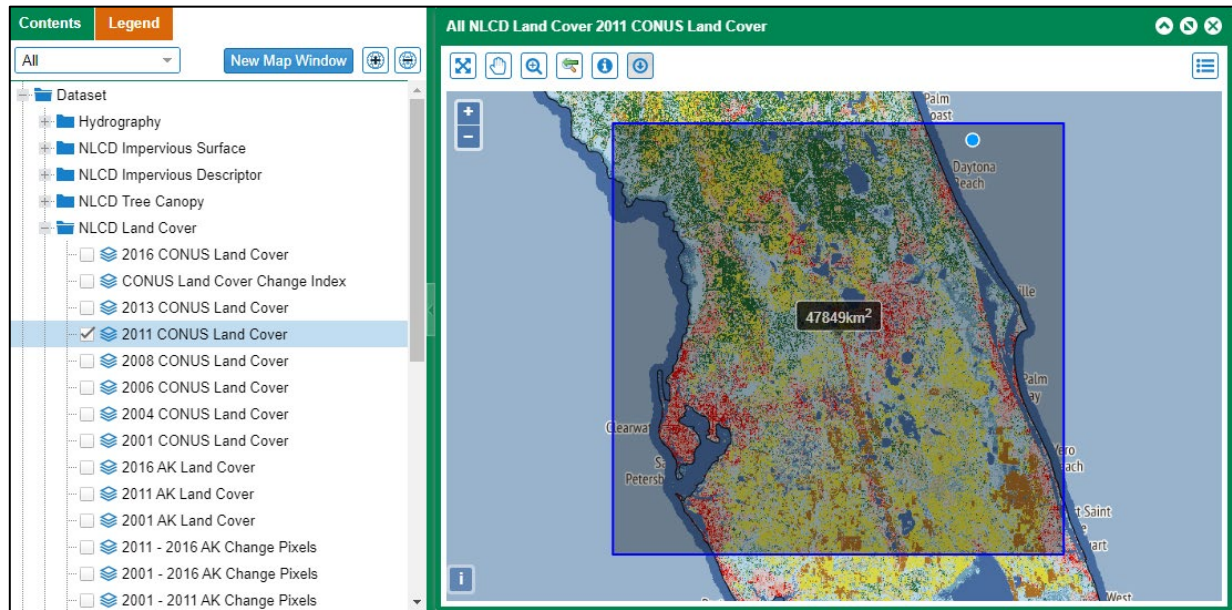 Contents Legend
All New Map Window
Dataset
Hydrography
NLCD Impervious Surface
NLCD Impervious Descriptor
NLCD Tree Canopy
NLCD Land Cover
2016 CONUS Land Cover
CONUS Land Cover Change Index
2013 CONUS Land Cover
2011 CONUS Land Cover
2008 CONUS Land Cover
2006 CONUS Land Cover
2004 CONUS Land Cover
2001 CONUS Land Cover
2016 AK Land Cover
2011 AK Land Cover
2001 AK Land Cover
2011 - 2016 AK Change Pixels
2001 - 2016 AK Change Pixels
2001 - 2011 AK Change Pixels
All NLCD Land Cover 2011 CONUS Land Cover
+
−
i
Palm
oast
Daytona
Beach
ville
47849km²
Palm
ay
Clearwat
S
Petersb
ero
each
t-Saint
e
uart
West